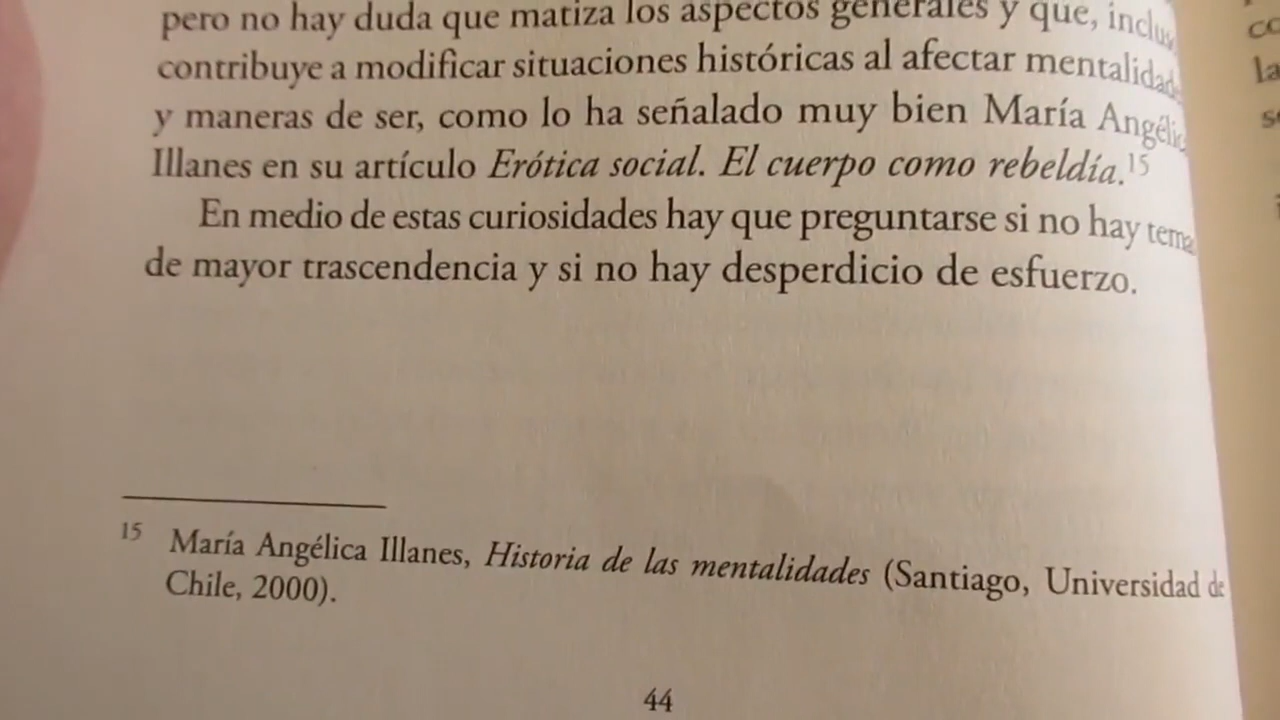 pero no hay duda que matiza los aspectos generales y que, inclus
contribuye a modificar situaciones históricas al afectar mentalidad
y maneras de ser, como lo ha señalado muy bien María Angélic
Illanes en su artículo Erótica social. El cuerpo como rebeldía.15
En medio de estas curiosidades hay que preguntarse si no hay tema
de mayor trascendencia y si no hay desperdicio de esfuerzo.
15 María Angélica Illanes, Historia de las mentalidades (Santiago, Universidad de
Chile, 2000).
44
co
la